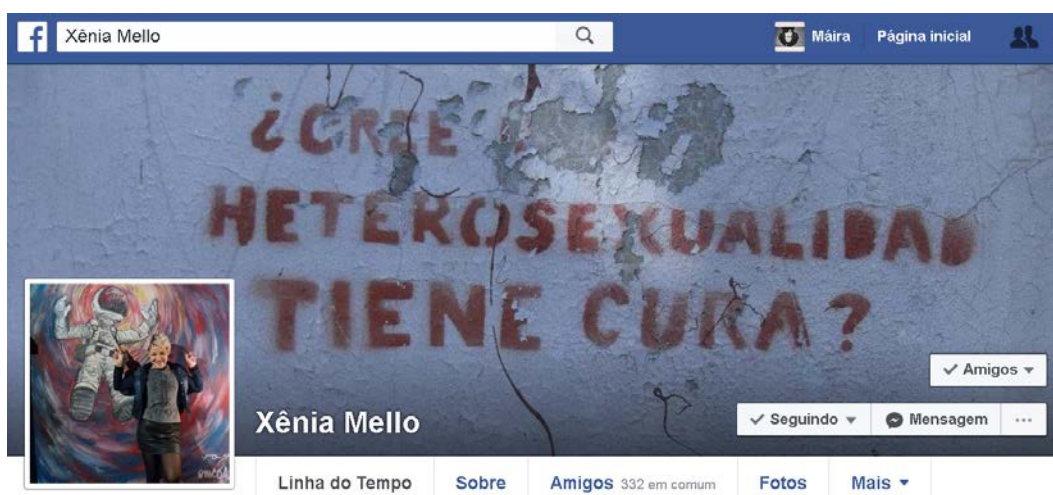 f
Xênia Mello
Máira Página inicial
¿CREE
HETEROSEXUALIDAD
TIENE CURA?
✓ Amigos
Xênia Mello
✓ Seguindo Mensagem ...
Linha do Tempo Sobre Amigos 332 em comum Fotos Mais